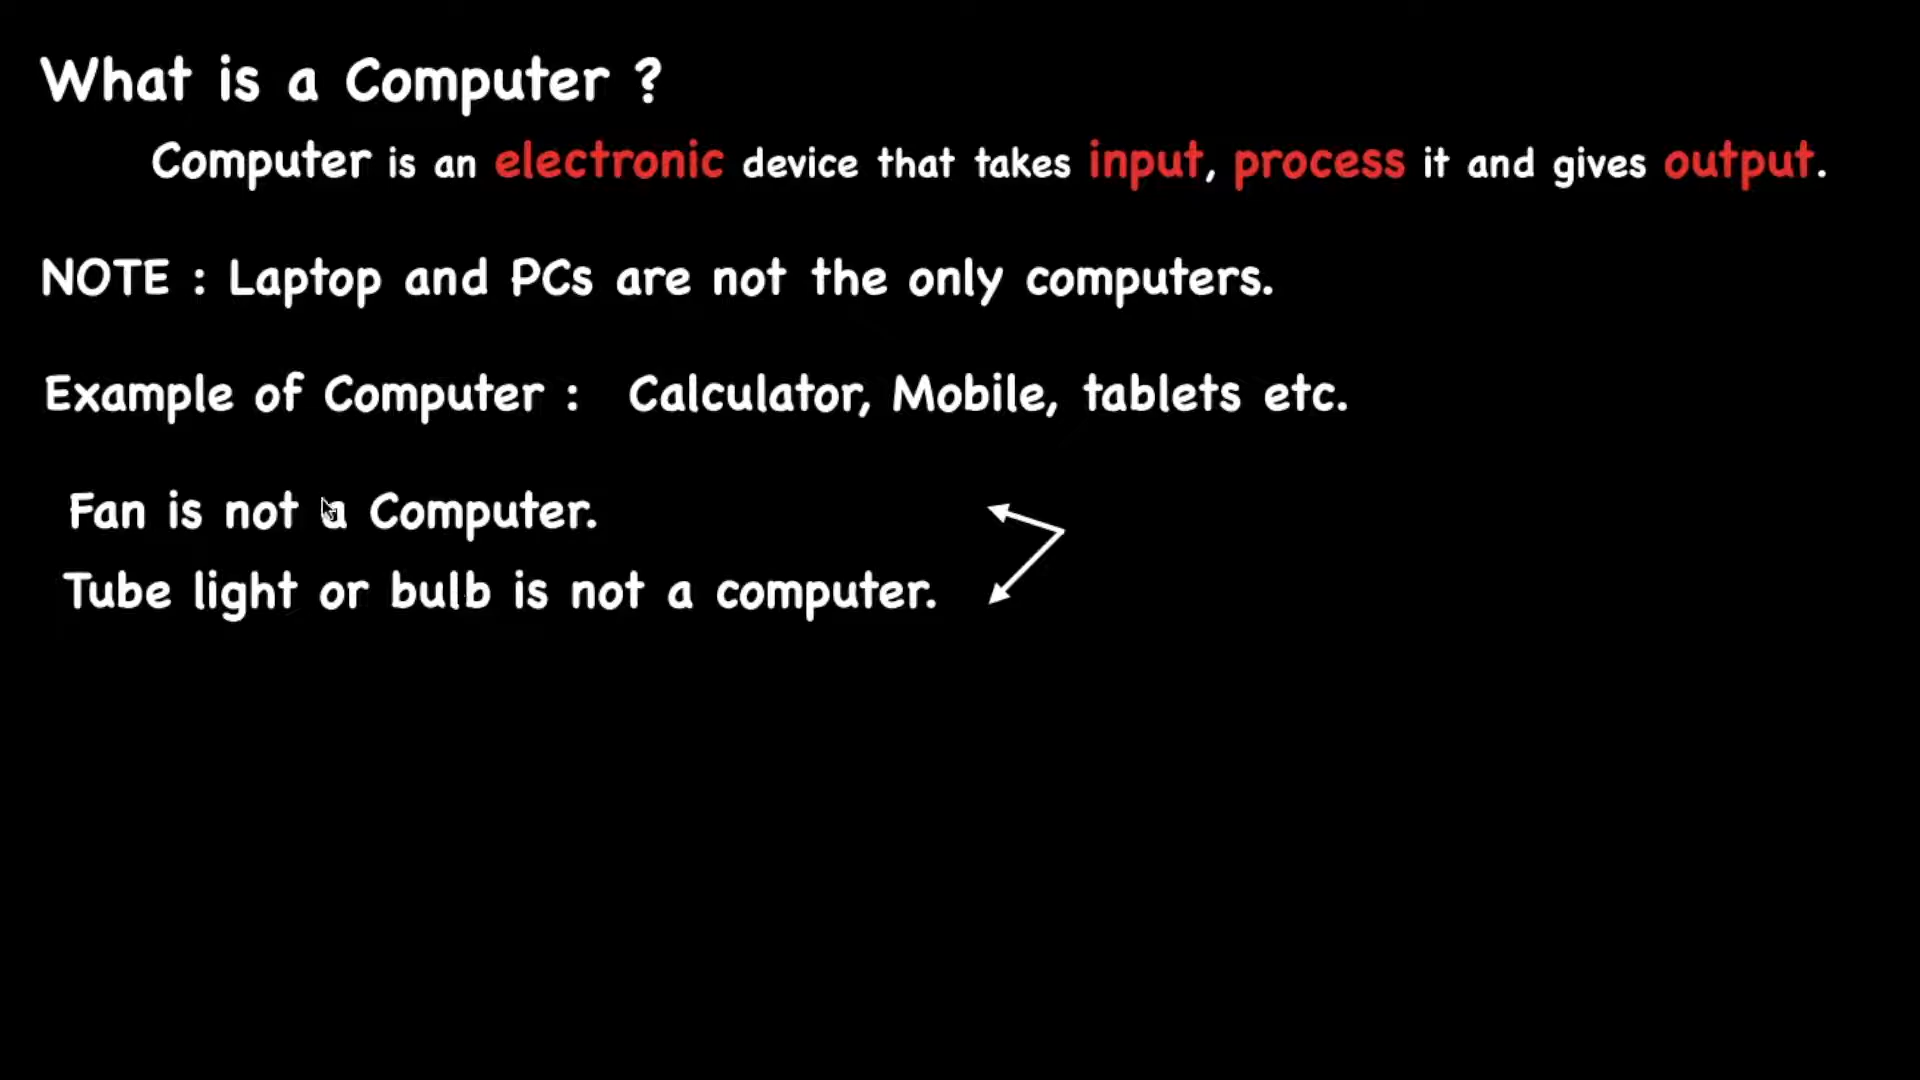 What is a Computer ?
Computer is an electronic device that takes input, process it and gives output.
NOTE : Laptop and PCs are not the only computers.
Example of Computer : Calculator, Mobile, tablets etc.
Fan is not a Computer.
Tube light or bulb is not a computer.